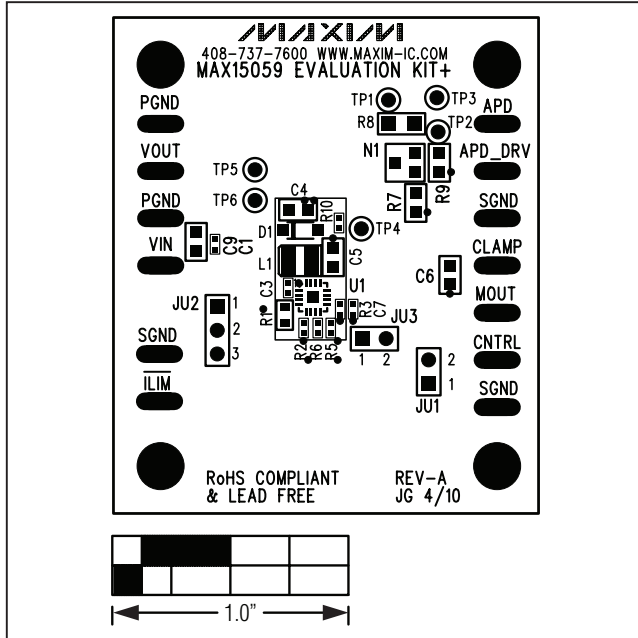 MAXIM
408-737-7600 WWW.MAXIM-IC.COM
MAX15059 EVALUATION KIT+
PGND
VOUT
PGND
VIN
SGND
ILIM
TP5
TP6
C9
C1
JU2
1
2
3
C4
R10
D1
L1
C5
TP4
C3
U1
R1
R2
R6
R5
R3
C7
JU3
1 2
TP1
TP3
R8
TP2
N1
R9
R7
C6
JU1
2
1
APD
APD_DRV
SGND
CLAMP
MOUT
CNTRL
SGND
RoHS COMPLIANT
& LEAD FREE
REV-A
JG 4/10
1.0”